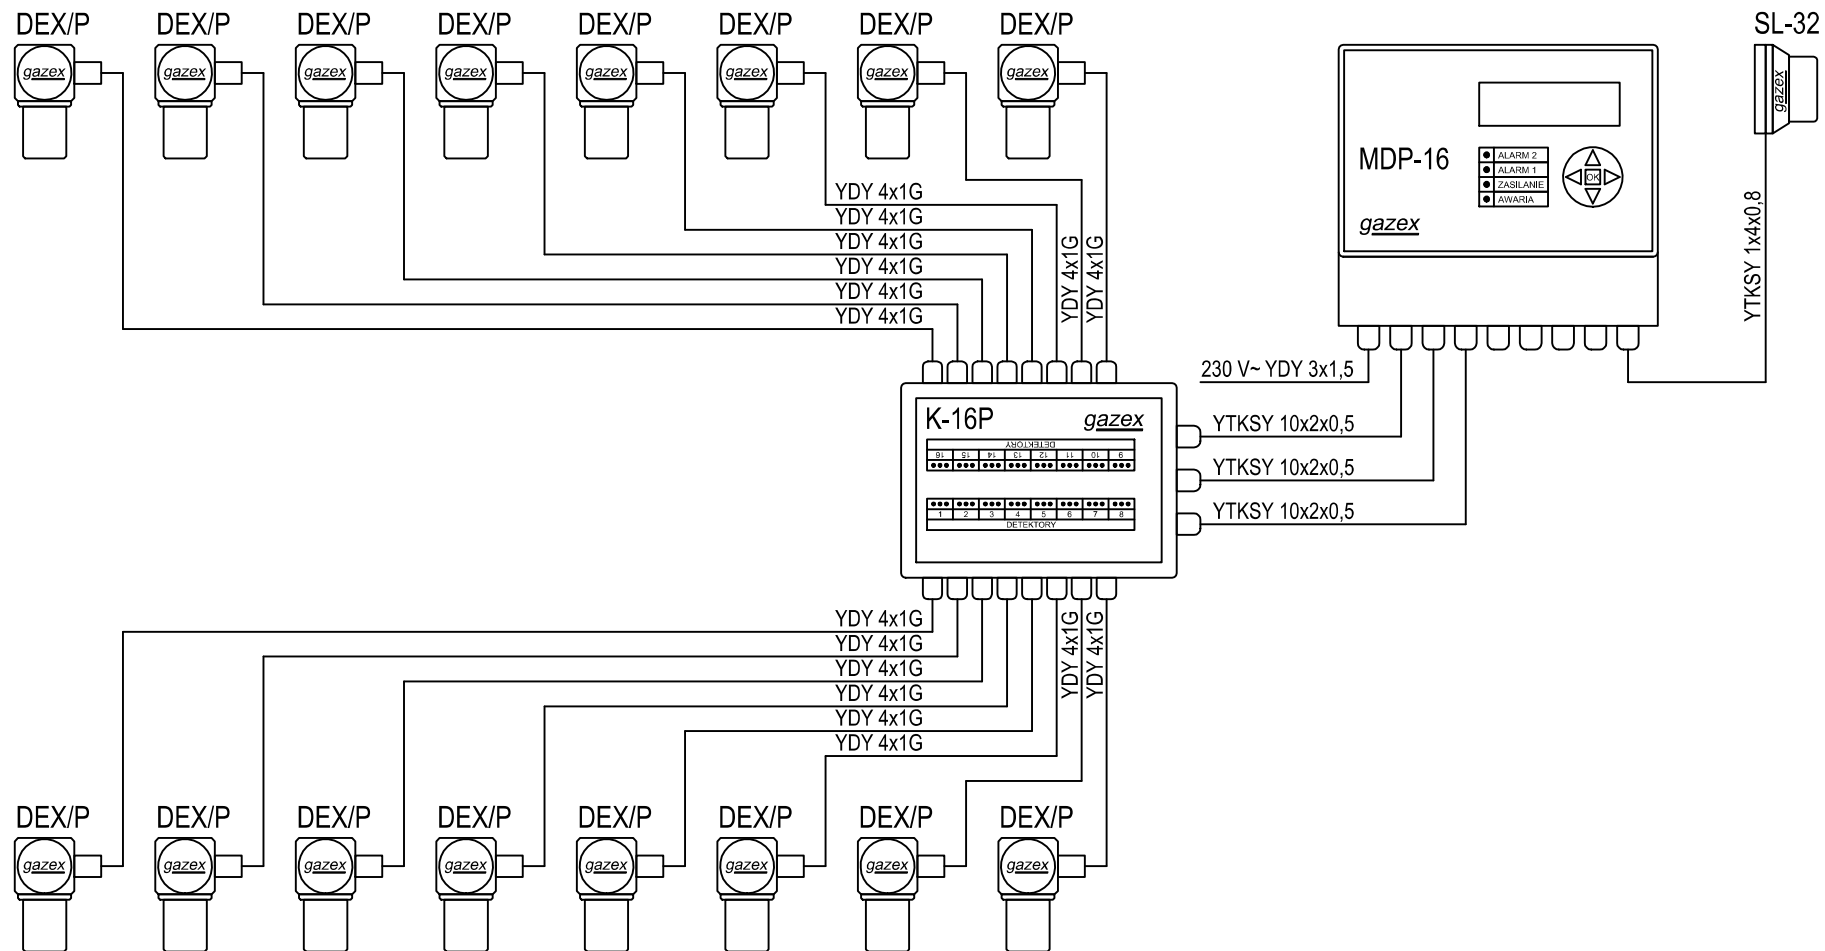 DEX/P DEX/P DEX/P DEX/P DEX/P DEX/P DEX/P DEX/P SL-32
gazex gazex gazex gazex gazex gazex gazex gazex gazex
MDP-16
ALARM 2
ALARM 1
ZASILANIE
AWARIA
OK
gazex
YTKSY 1x4x0,8
YDY 4x1G
YDY 4x1G
YDY 4x1G
YDY 4x1G
YDY 4x1G
YDY 4x1G
YDY 4x1G
YDY 4x1G
230 V~ YDY 3x1,5
K-16P gazex
DETEKTORY
16 15 14 13 12 11 10 9
1 2 3 4 5 6 7 8
DETEKTORY
YTKSY 10x2x0,5
YTKSY 10x2x0,5
YTKSY 10x2x0,5
YDY 4x1G
YDY 4x1G
YDY 4x1G
YDY 4x1G
YDY 4x1G
YDY 4x1G
YDY 4x1G
YDY 4x1G
DEX/P DEX/P DEX/P DEX/P DEX/P DEX/P DEX/P DEX/P
gazex gazex gazex gazex gazex gazex gazex gazex